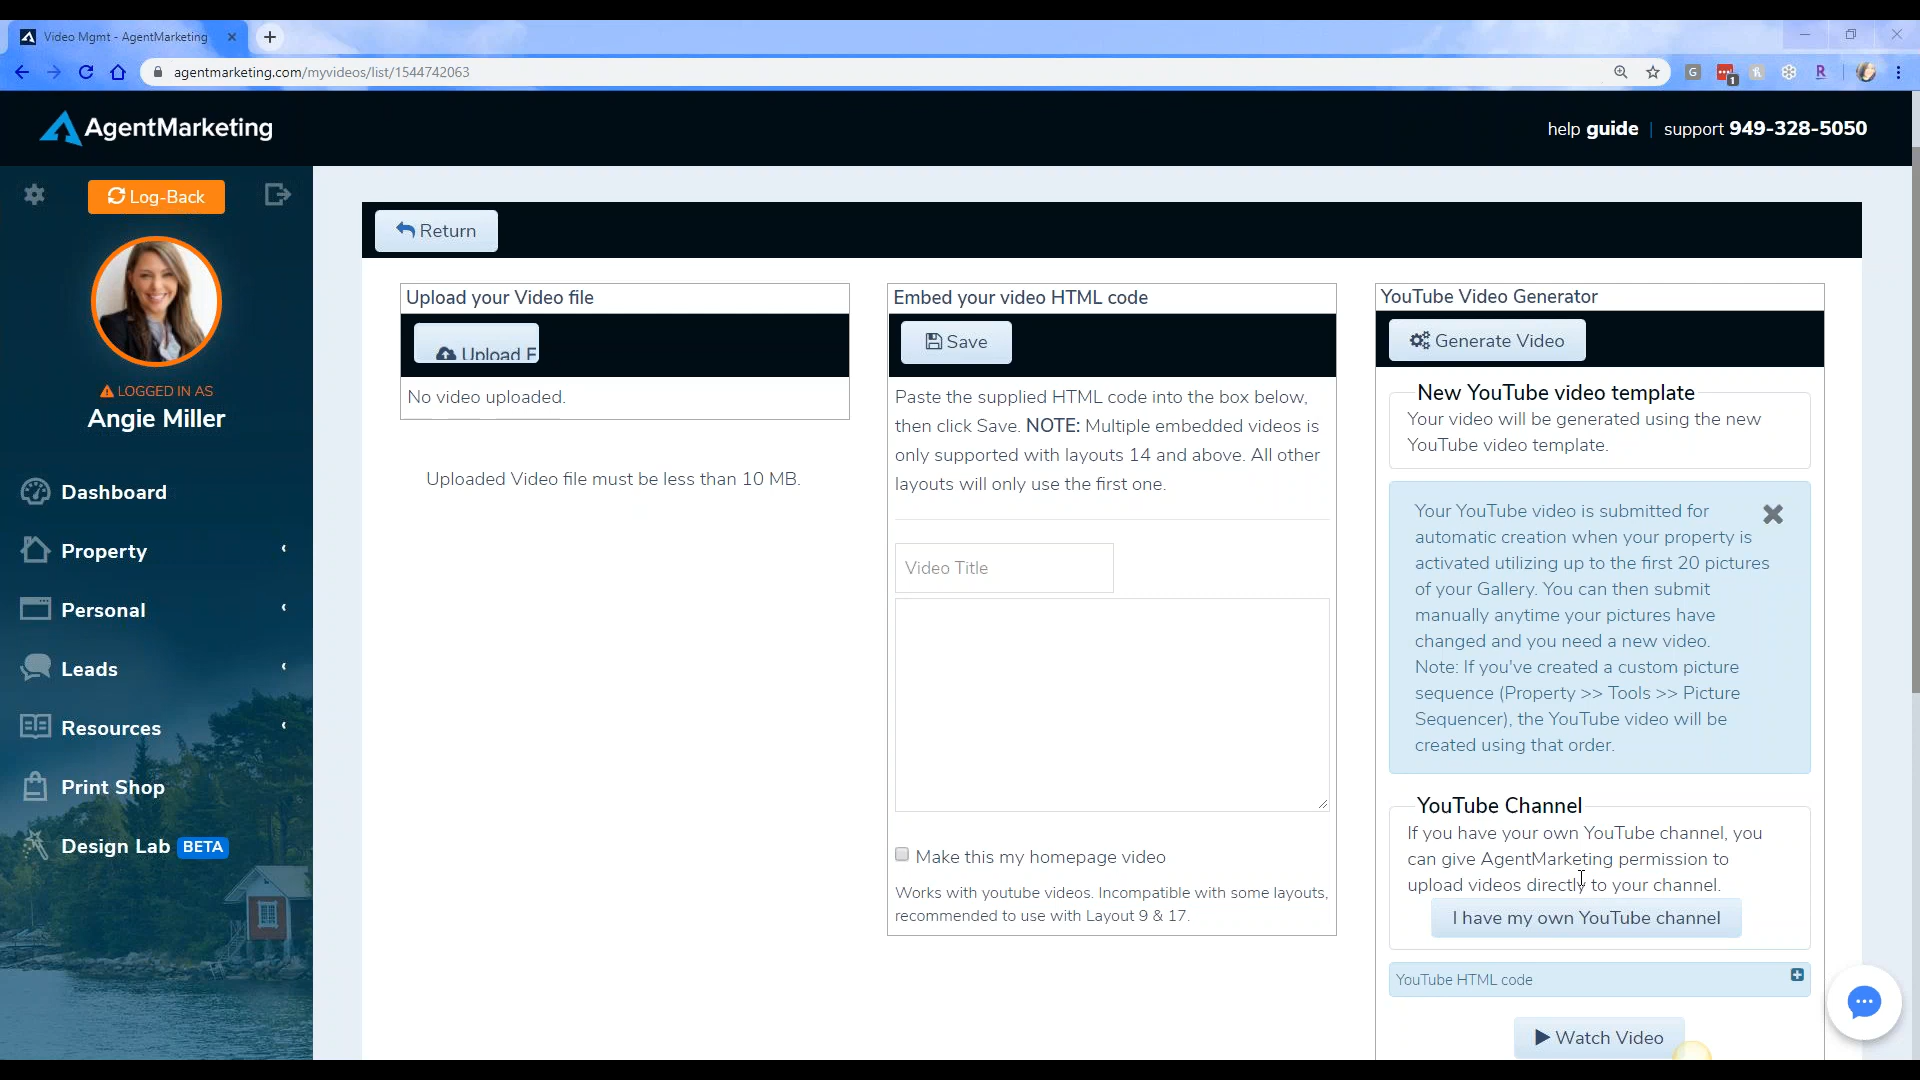 Video Mgmt - AgentMarketing
agentmarketing.com/myvideos/list/1544742063
G
1
R
AgentMarketing
help guide | support 949-328-5050
Log-Back
LOGGED IN AS
Angie Miller
Dashboard
Property
Personal
Leads
Resources
Print Shop
Design Lab BETA
Return
Upload your Video file
Upload F
No video uploaded.
Uploaded Video file must be less than 10 MB.
Embed your video HTML code
Save
Paste the supplied HTML code into the box below,
then click Save. NOTE: Multiple embedded videos is
only supported with layouts 14 and above. All other
layouts will only use the first one.
Video Title
Make this my homepage video
Works with youtube videos. Incompatible with some layouts,
recommended to use with Layout 9 & 17.
YouTube Video Generator
Generate Video
New YouTube video template
Your video will be generated using the new
YouTube video template.
Your YouTube video is submitted for
automatic creation when your property is
activated utilizing up to the first 20 pictures
of your Gallery. You can then submit
manually anytime your pictures have
changed and you need a new video.
Note: If you've created a custom picture
sequence (Property >> Tools >> Picture
Sequencer), the YouTube video will be
created using that order.
YouTube Channel
If you have your own YouTube channel, you
can give AgentMarketing permission to
upload videos directly to your channel.
I have my own YouTube channel
YouTube HTML code
Watch Video